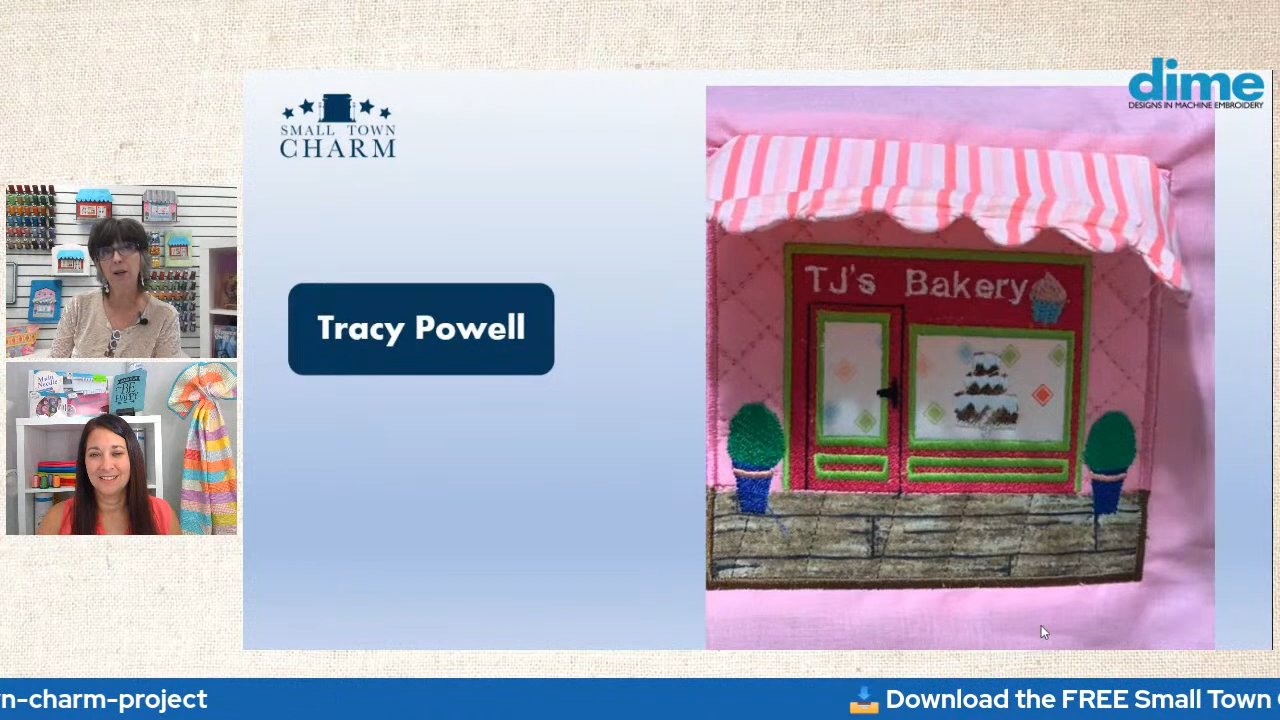 dime
DESIGNS IN MACHINE EMBROIDERY
SMALL TOWN
CHARM
Tracy Powell
TJ's Bakery
n-charm-project
📥 Download the FREE Small Town